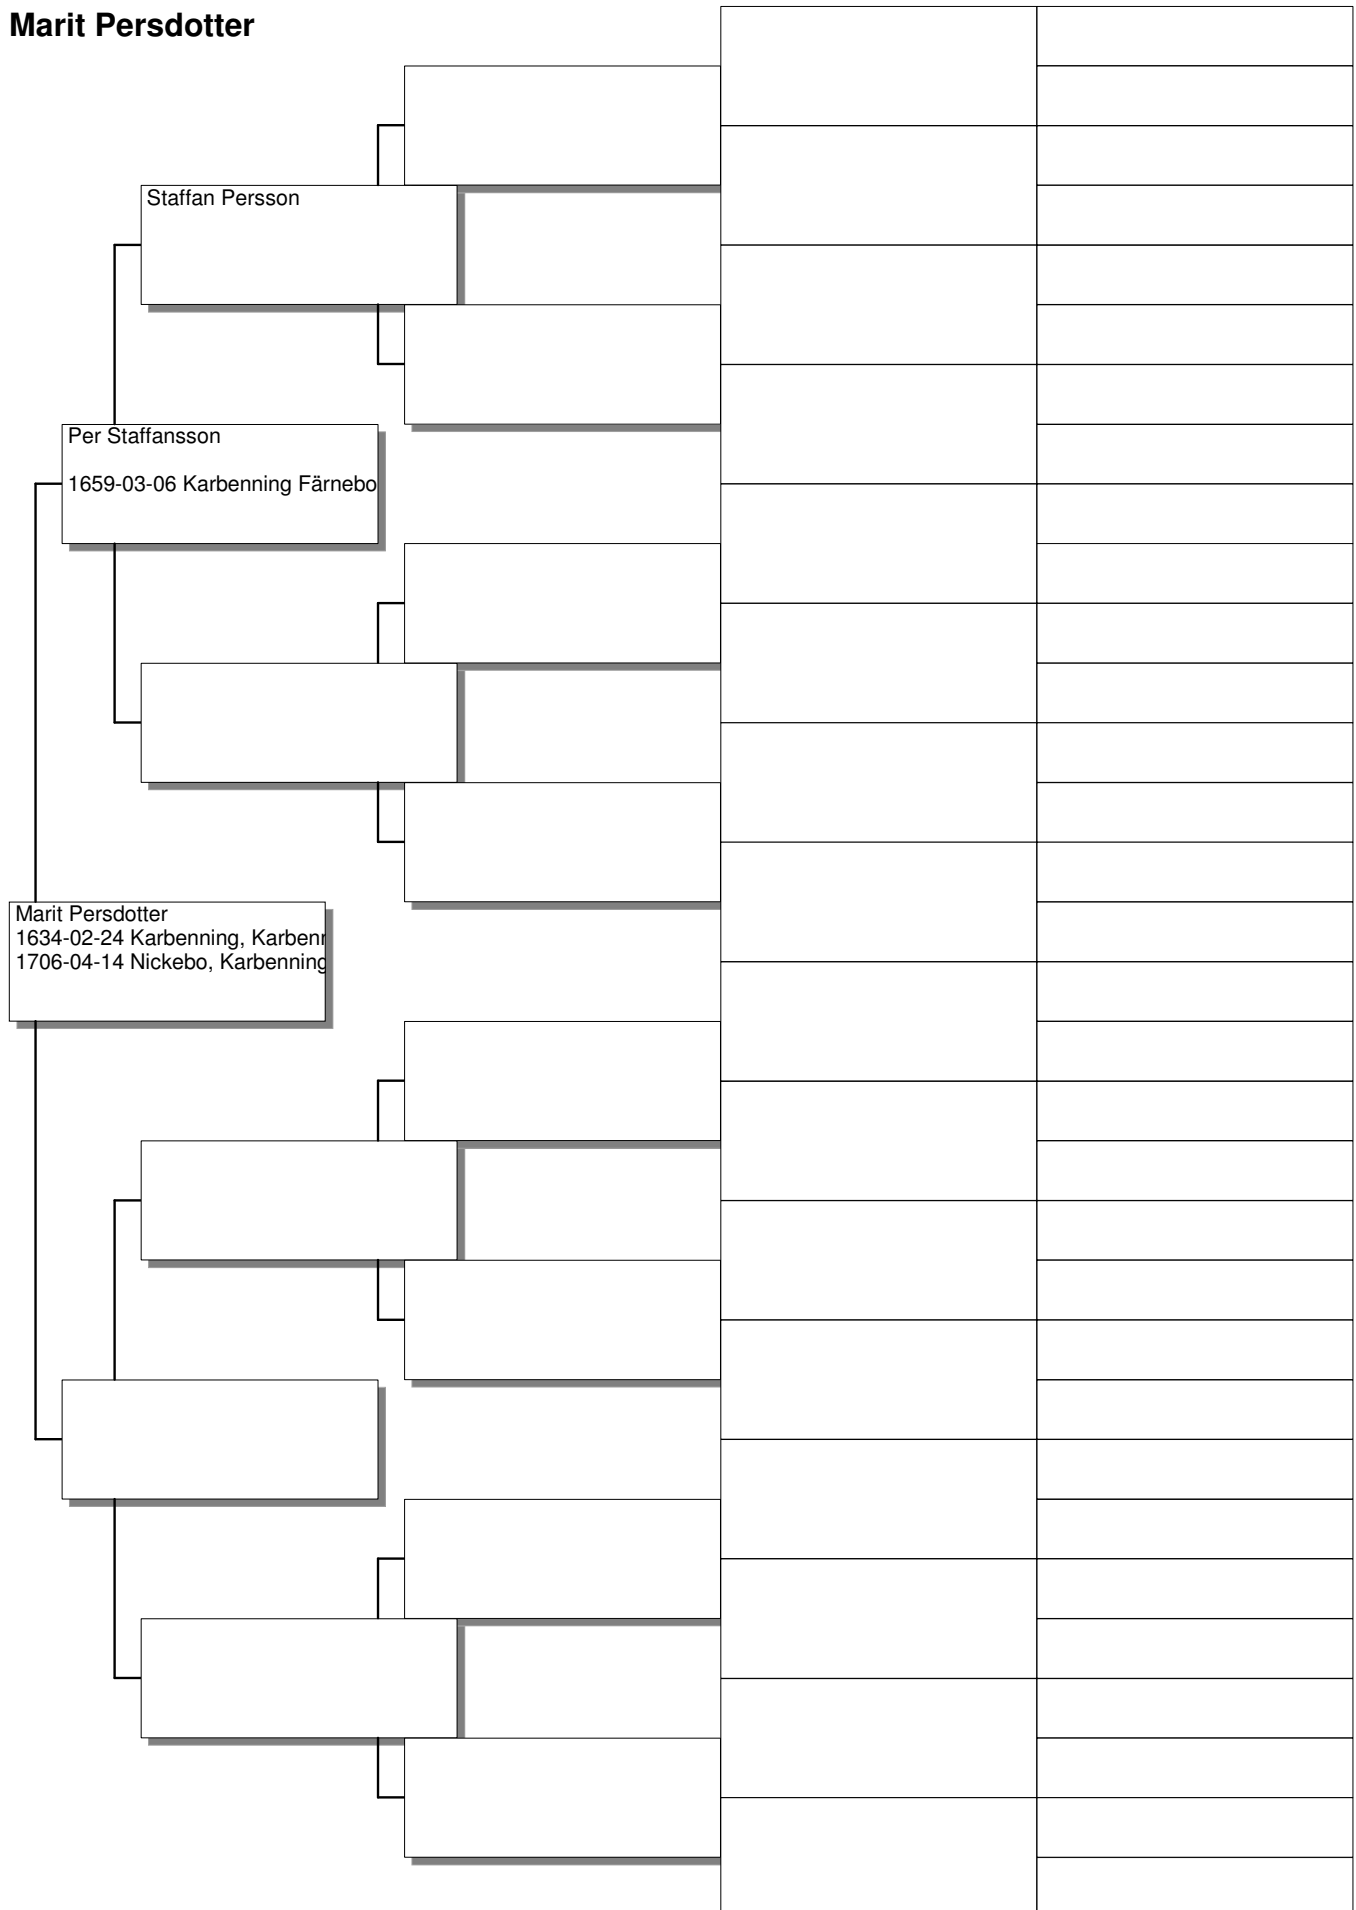 Marit Persdotter
Staffan Persson
Per Staffansson
1659-03-06 Karbenning Färnebo
Marit Persdotter
1634-02-24 Karbenning, Karbenn
1706-04-14 Nickebo, Karbenning